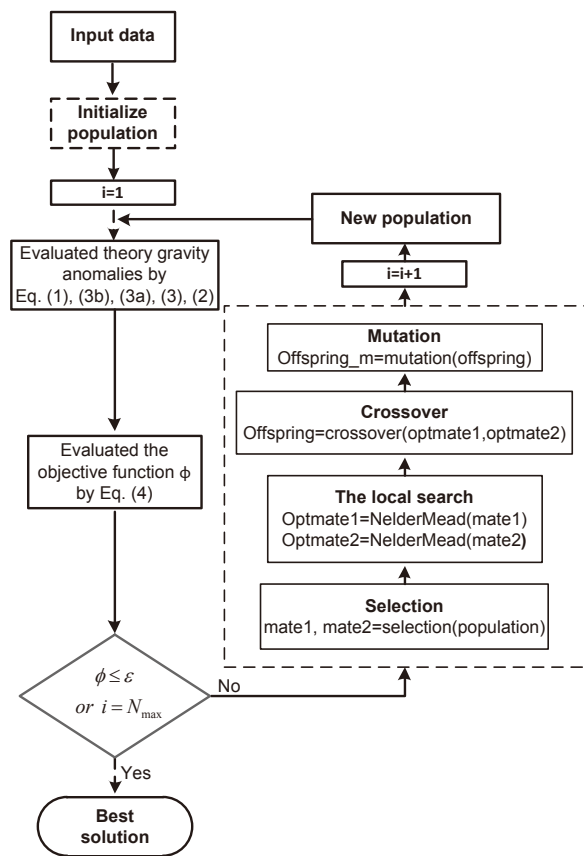 Input data
Initialize
population
i=1
Evaluated theory gravity
anomalies by
Eq. (1), (3b), (3a), (3), (2)
Evaluated the
objective function ϕ
by Eq. (4)
ϕ ≤ ε
or i = Nmax
No
Yes
Best
solution
New population
i=i+1
Mutation
Offspring_m=mutation(offspring)
Crossover
Offspring=crossover(optmate1,optmate2)
The local search
Optmate1=NelderMead(mate1)
Optmate2=NelderMead(mate2)
Selection
mate1, mate2=selection(population)